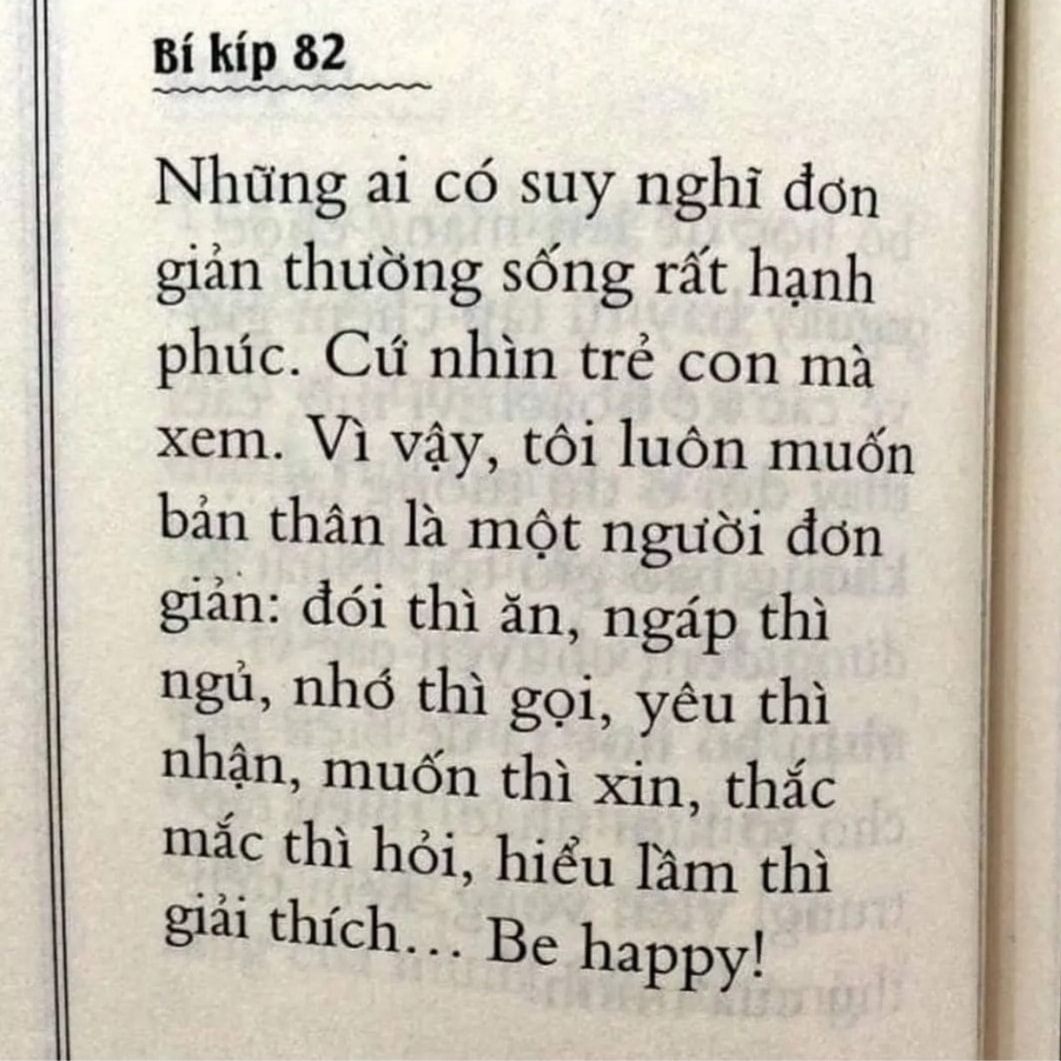 Bí kíp 82
Những ai có suy nghĩ đơn
giản thường sống rất hạnh
phúc. Cứ nhìn trẻ con mà
xem. Vì vậy, tôi luôn muốn
bản thân là một người đơn
giản: đói thì ăn, ngáp thì
ngủ, nhớ thì gọi, yêu thì
nhận, muốn thì xin, thắc
mắc thì hỏi, hiểu lầm thì
giải thích... Be happy!